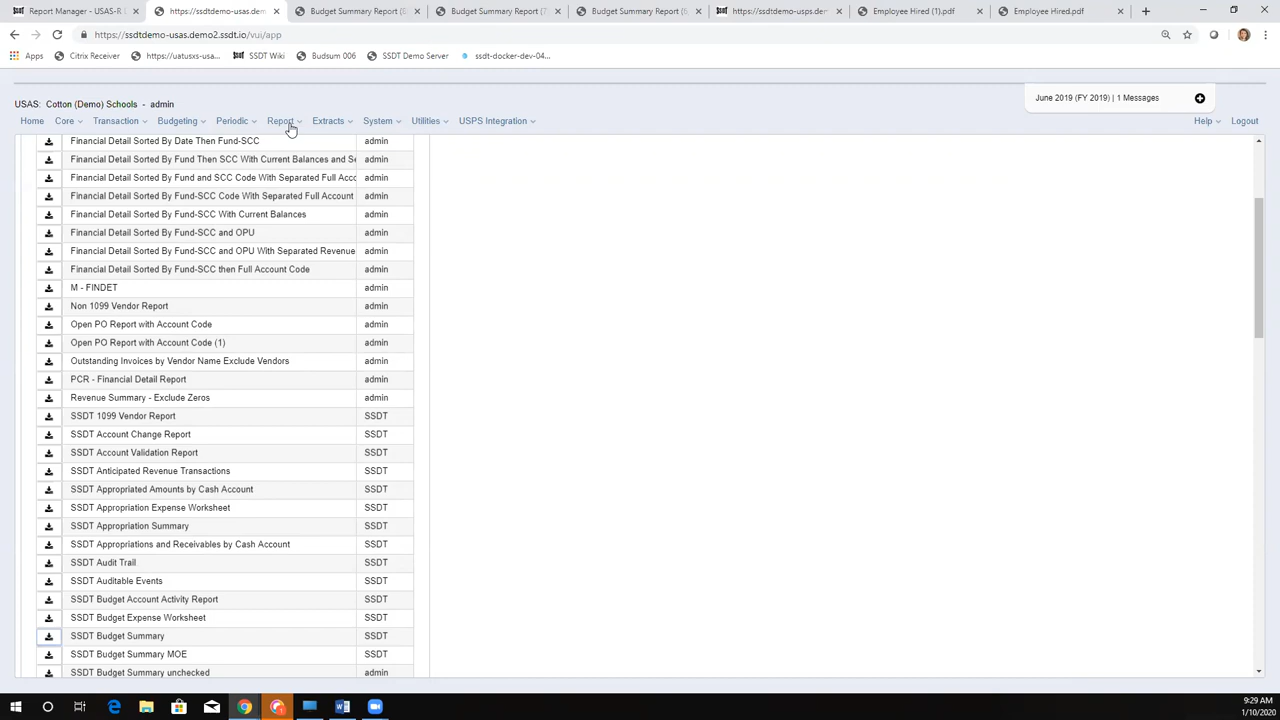 Report Manager - USAS-R
https://ssdtdemo-usas.dem
Budget Summary Report (6
Budget Summary Report (7
Budget Summary Report (5
https://ssdtdemo-usps.dem
Employee Hired (1).pdf
Employee Hired.pdf
https://ssdtdemo-usas.demo2.ssdt.io/vui/app
Apps Citrix Receiver https://uatusxs-usa... SSDT Wiki Budsum 006 SSDT Demo Server ssdt-docker-dev-04...
USAS: Cotton (Demo) Schools - admin
June 2019 (FY 2019) | 1 Messages
Home Core Transaction Budgeting Periodic Report Extracts System Utilities USPS Integration Help Logout
Financial Detail Sorted By Date Then Fund-SCC admin
Financial Detail Sorted By Fund Then SCC With Current Balances and Se admin
Financial Detail Sorted By Fund and SCC Code With Separated Full Acco admin
Financial Detail Sorted By Fund-SCC Code With Separated Full Account admin
Financial Detail Sorted By Fund-SCC With Current Balances admin
Financial Detail Sorted By Fund-SCC and OPU admin
Financial Detail Sorted By Fund-SCC and OPU With Separated Revenue admin
Financial Detail Sorted By Fund-SCC then Full Account Code admin
M - FINDET admin
Non 1099 Vendor Report admin
Open PO Report with Account Code admin
Open PO Report with Account Code (1) admin
Outstanding Invoices by Vendor Name Exclude Vendors admin
PCR - Financial Detail Report admin
Revenue Summary - Exclude Zeros admin
SSDT 1099 Vendor Report SSDT
SSDT Account Change Report SSDT
SSDT Account Validation Report SSDT
SSDT Anticipated Revenue Transactions SSDT
SSDT Appropriated Amounts by Cash Account SSDT
SSDT Appropriation Expense Worksheet SSDT
SSDT Appropriation Summary SSDT
SSDT Appropriations and Receivables by Cash Account SSDT
SSDT Audit Trail SSDT
SSDT Auditable Events SSDT
SSDT Budget Account Activity Report SSDT
SSDT Budget Expense Worksheet SSDT
SSDT Budget Summary SSDT
SSDT Budget Summary MOE SSDT
SSDT Budget Summary unchecked admin
9:29 AM
1/10/2020